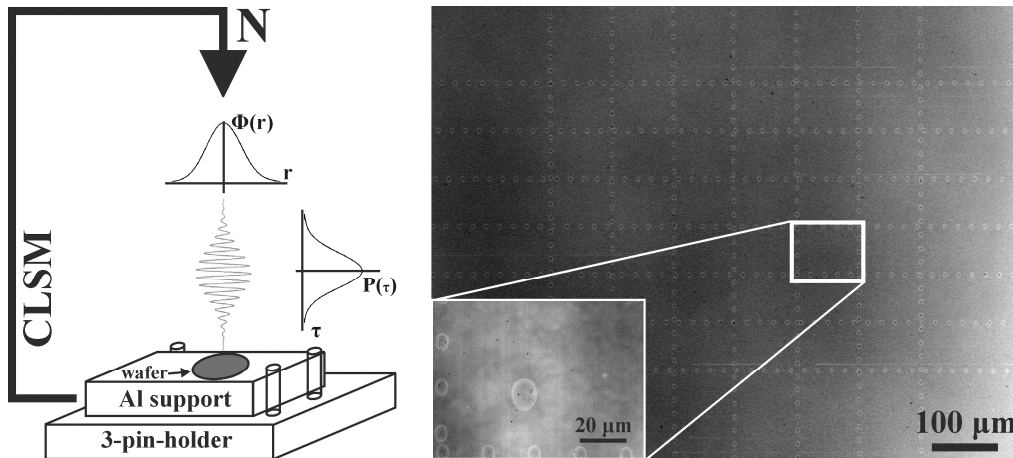 N
Φ(r)
r
CLSM
P(τ)
τ
wafer
Al support
3-pin-holder
20 µm
100 µm